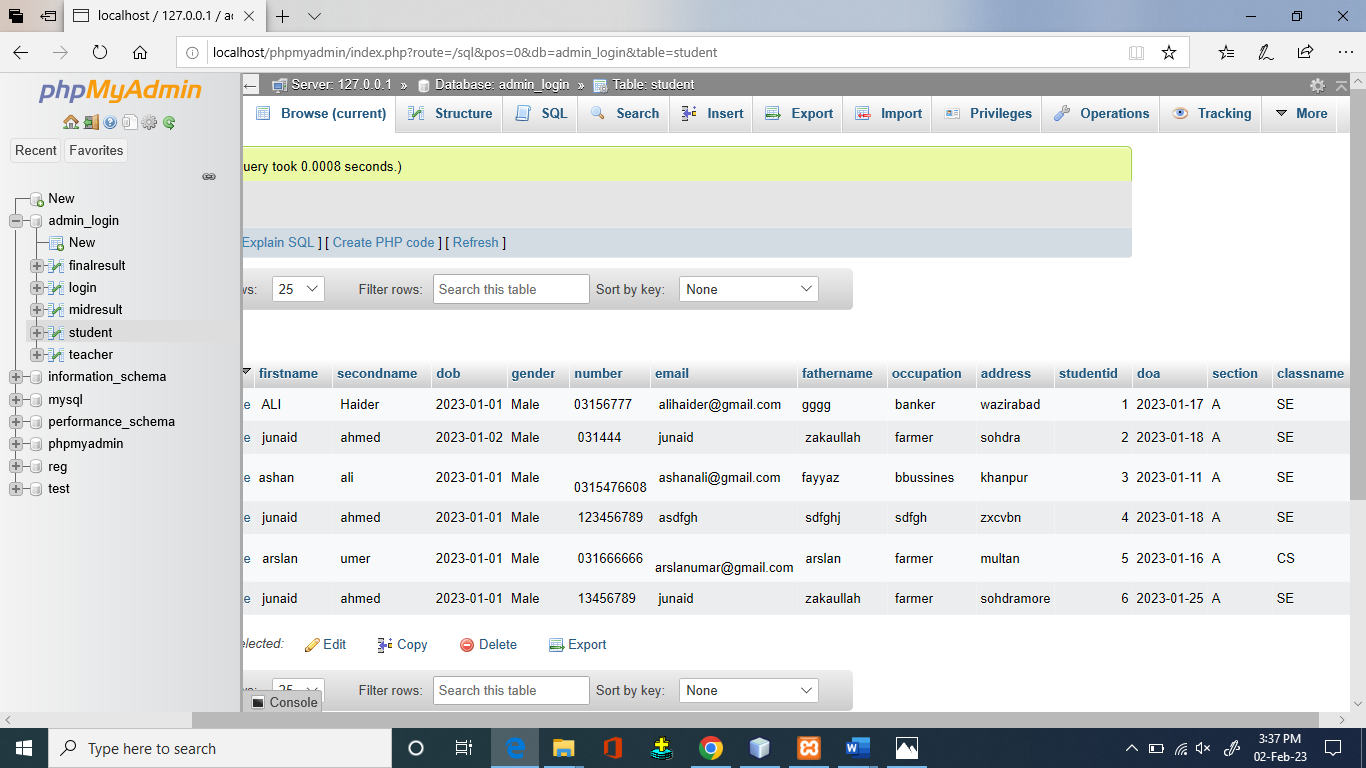 localhost / 127.0.0.1 / ac
localhost/phpmyadmin/index.php?route=/sql&pos=0&db=admin_login&table=student
phpMyAdmin
Recent Favorites
New
admin_login
New
finalresult
login
midresult
student
teacher
information_schema
mysql
performance_schema
phpmyadmin
reg
test
Server: 127.0.0.1 » Database: admin_login » Table: student
Browse (current) Structure SQL Search Insert Export Import Privileges Operations Tracking More
uery took 0.0008 seconds.)
Explain SQL ] [ Create PHP code ] [ Refresh ]
ws: 25 Filter rows: Search this table Sort by key: None
firstname secondname dob gender number email fathername occupation address studentid doa section classname
e ALI Haider 2023-01-01 Male 03156777 alihaider@gmail.com gggg banker wazirabad 1 2023-01-17 A SE
e junaid ahmed 2023-01-02 Male 031444 junaid zakaullah farmer sohdra 2 2023-01-18 A SE
e ashan ali 2023-01-01 Male 0315476608 ashanali@gmail.com fayyaz bbussines khanpur 3 2023-01-11 A SE
e junaid ahmed 2023-01-01 Male 123456789 asdfgh sdfghj sdfgh zxcvbn 4 2023-01-18 A SE
e arslan umer 2023-01-01 Male 031666666 arslanumar@gmail.com arslan farmer multan 5 2023-01-16 A CS
e junaid ahmed 2023-01-01 Male 13456789 junaid zakaullah farmer sohdramore 6 2023-01-25 A SE
elected: Edit Copy Delete Export
ws: 25 Filter rows: Search this table Sort by key: None
Console
Type here to search
3:37 PM
02-Feb-23